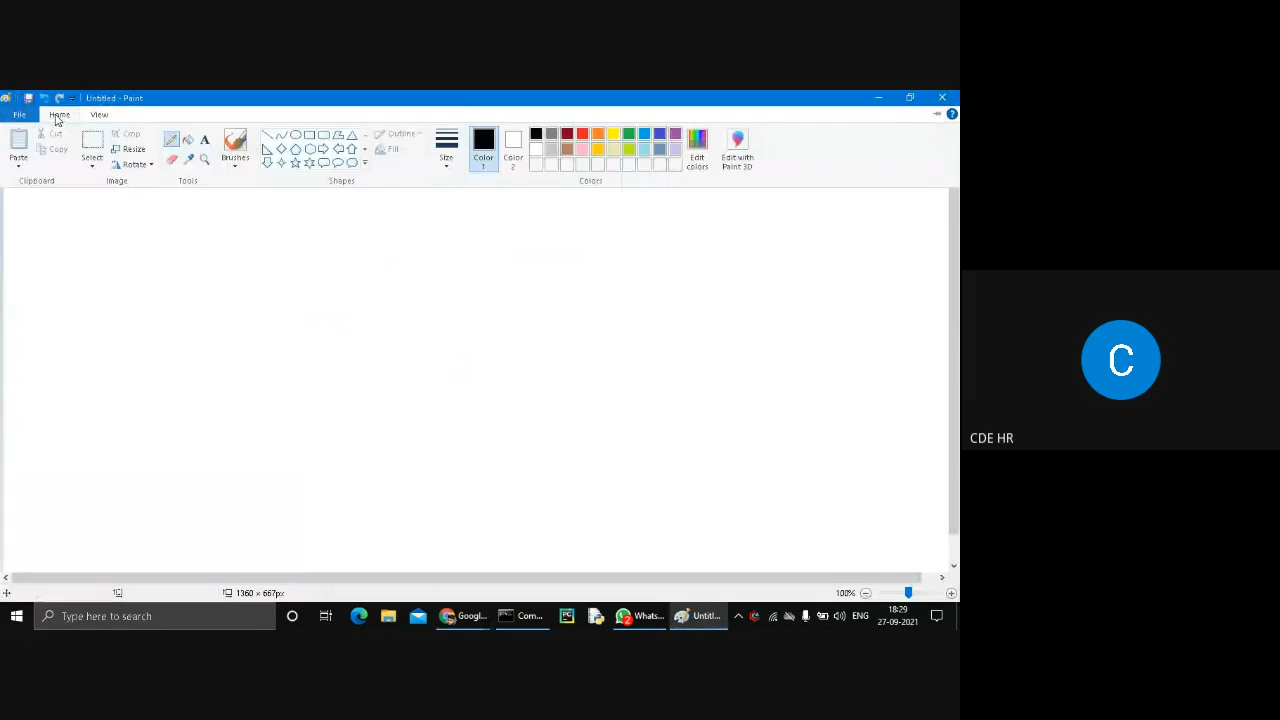 Untitled - Paint
File Home View
Paste Cut Copy Select Crop Resize Rotate A Brushes Outline Fill Size Color 1 Color 2 Edit colors Edit with Paint 3D
Clipboard Image Tools Shapes Colors
C
CDE HR
1360 × 667px 100%
Type here to search Googl... Com... PC 2 Whats... Untitl... ENG 18:29
27-09-2021